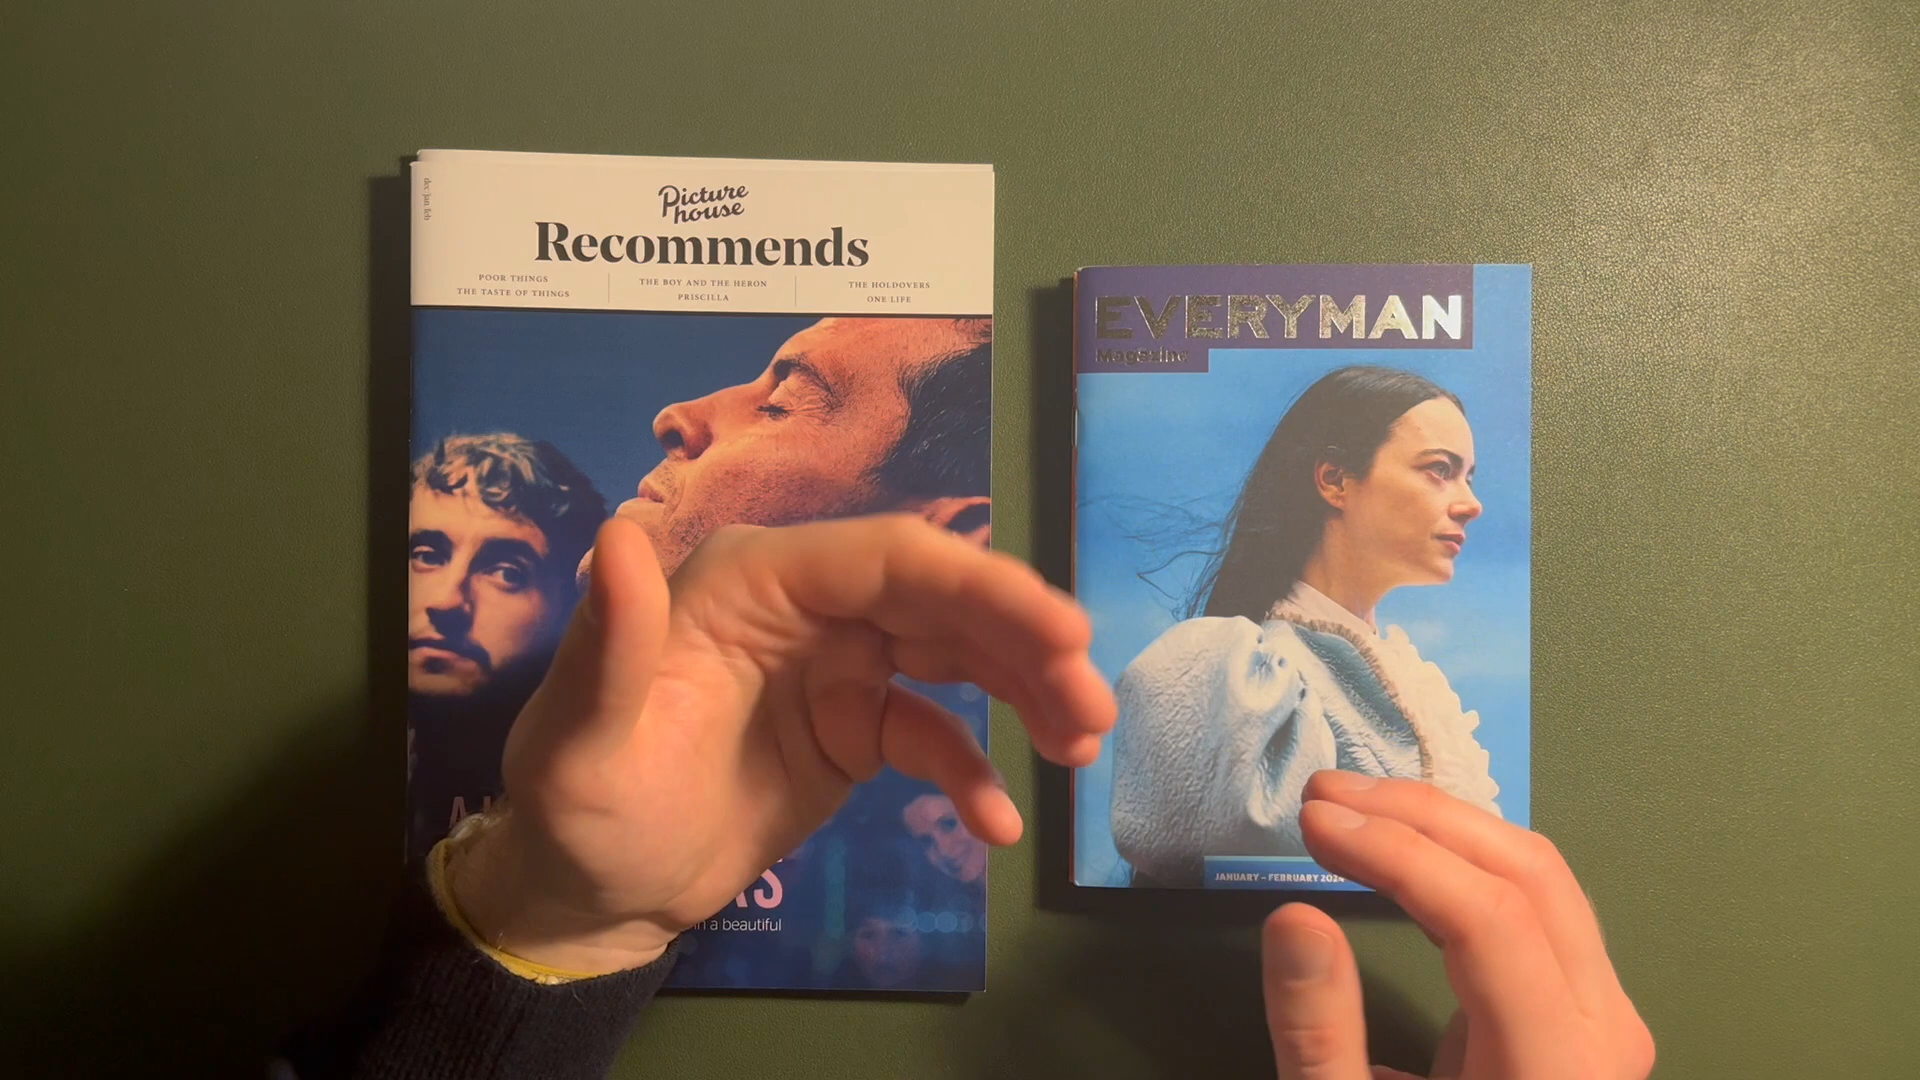 dec jan feb
Picture
house
Recommends
POOR THINGS
THE TASTE OF THINGS
THE BOY AND THE HERON
PRISCILLA
THE HOLDOVERS
ONE LIFE
in a beautiful
EVERYMAN
Magazine
JANUARY – FEBRUARY 2024